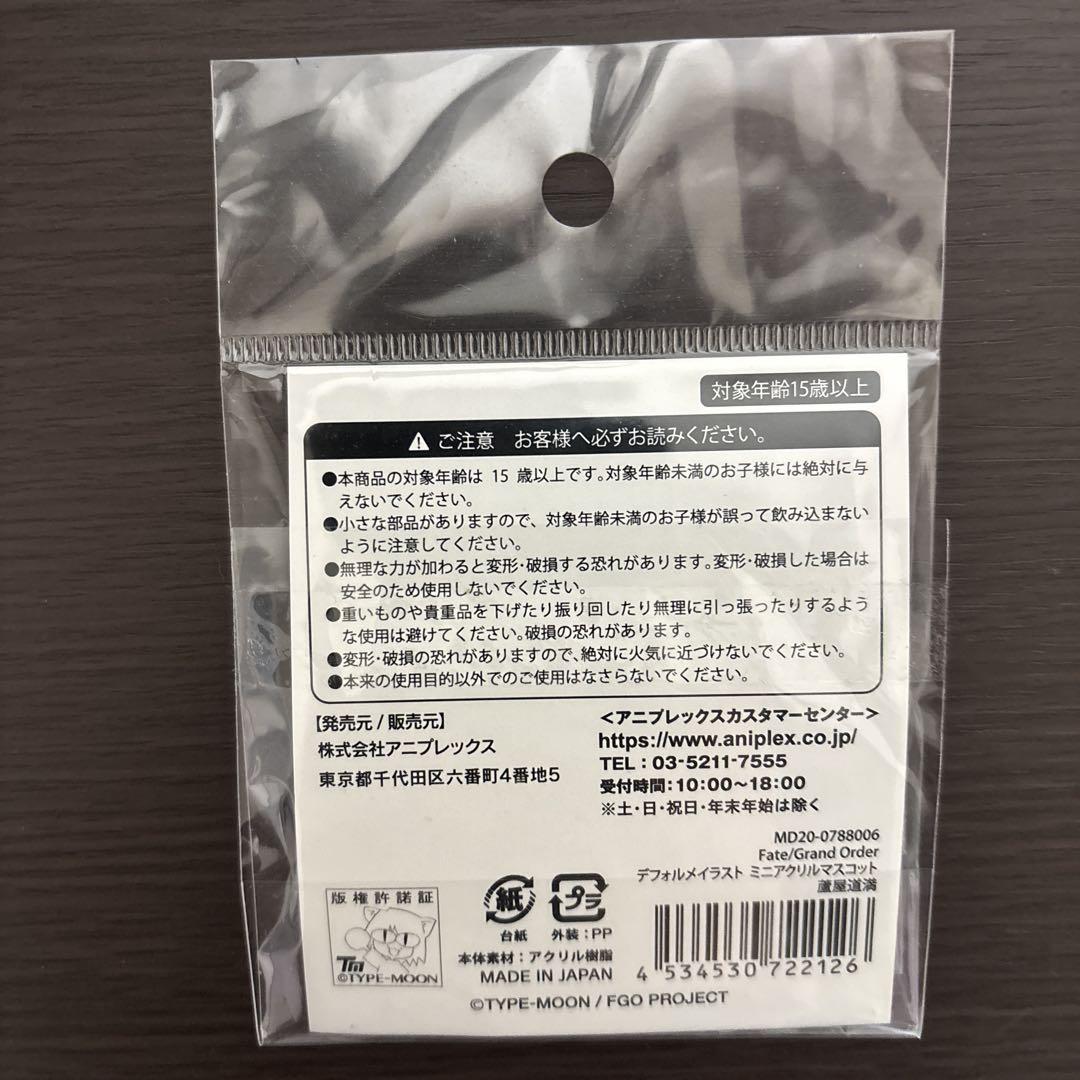 対象年齢15歳以上
⚠ ご注意　お客様へ必ずお読みください。
●本商品の対象年齢は 15 歳以上です。対象年齢未満のお子様には絶対に与
えないでください。
●小さな部品がありますので、対象年齢未満のお子様が誤って飲み込まない
ように注意してください。
●無理な力が加わると変形・破損する恐れがあります。変形・破損した場合は
安全のため使用しないでください。
●重いものや貴重品を下げたり振り回したり無理に引っ張ったりするよう
な使用は避けてください。破損の恐れがあります。
●変形・破損の恐れがありますので、絶対に火気に近づけないでください。
●本来の使用目的以外でのご使用はなさらないでください。
【発売元 / 販売元】
株式会社アニプレックス
東京都千代田区六番町4番地5
＜アニプレックスカスタマーセンター＞
https://www.aniplex.co.jp/
TEL：03-5211-7555
受付時間：10:00～18:00
※土・日・祝日・年末年始は除く
MD20-0788006
Fate/Grand Order
デフォルメイラスト ミニアクリルマスコット
蘆屋道満
版権許諾証
TM
©TYPE-MOON
紙
台紙
プラ
外装：PP
本体素材：アクリル樹脂
MADE IN JAPAN
4 534530 722126
©TYPE-MOON / FGO PROJECT